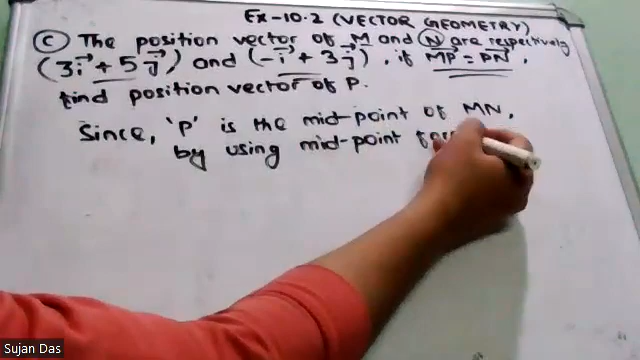 Ex-10.2 (VECTOR GEOMETRY)
(c) The position vector of M and N are respectively
(3i⃗ + 5j⃗) and (-i⃗ + 3j⃗), if MP⃗ = PN⃗,
find position vector of P.
Since, 'P' is the mid-point of MN,
by using mid-point
Sujan Das